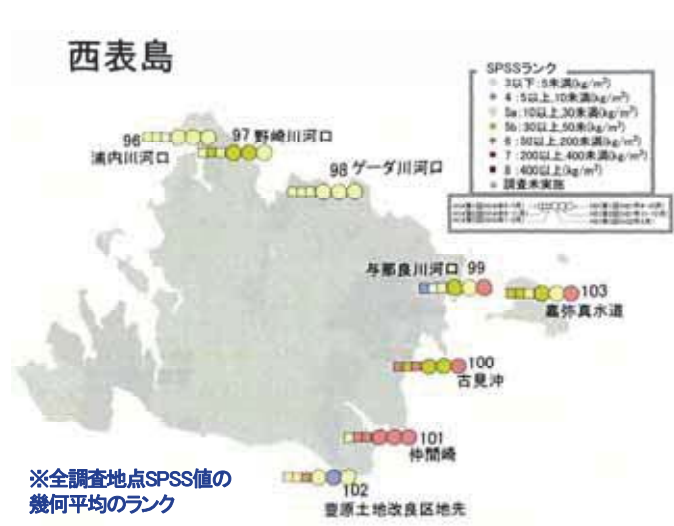 西表島
SPSSランク
3以下：5未満(kg/m³)
4：5以上,10未満(kg/m³)
5a：10以上,30未満(kg/m³)
5b：30以上,50未(kg/m³)
6：50以上,200未満(kg/m³)
7：200以上,400未満(kg/m³)
8：400以上(kg/m³)
調査未実施
96
浦内川河口
97 野崎川河口
98 ゲーダ川河口
与那良川河口 99
103
嘉弥真水道
100
古見沖
101
仲間崎
102
豊原土地改良区地先
※全調査地点SPSS値の
幾何平均のランク